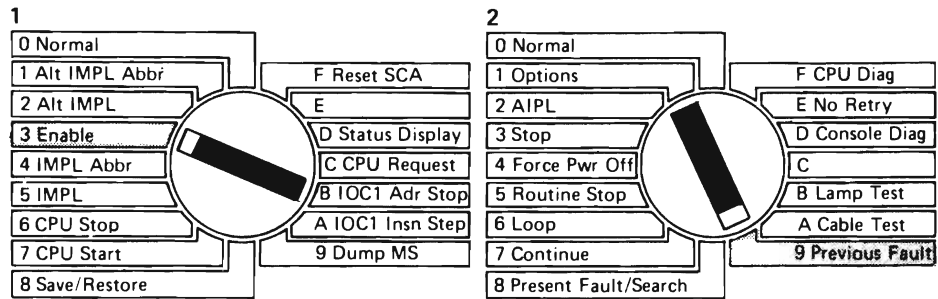 1
0 Normal
1 Alt IMPL Abbr
2 Alt IMPL
3 Enable
4 IMPL Abbr
5 IMPL
6 CPU Stop
7 CPU Start
8 Save/Restore
F Reset SCA
E
D Status Display
C CPU Request
B IOC1 Adr Stop
A IOC1 Insn Step
9 Dump MS
2
0 Normal
1 Options
2 AIPL
3 Stop
4 Force Pwr Off
5 Routine Stop
6 Loop
7 Continue
8 Present Fault/Search
F CPU Diag
E No Retry
D Console Diag
C
B Lamp Test
A Cable Test
9 Previous Fault